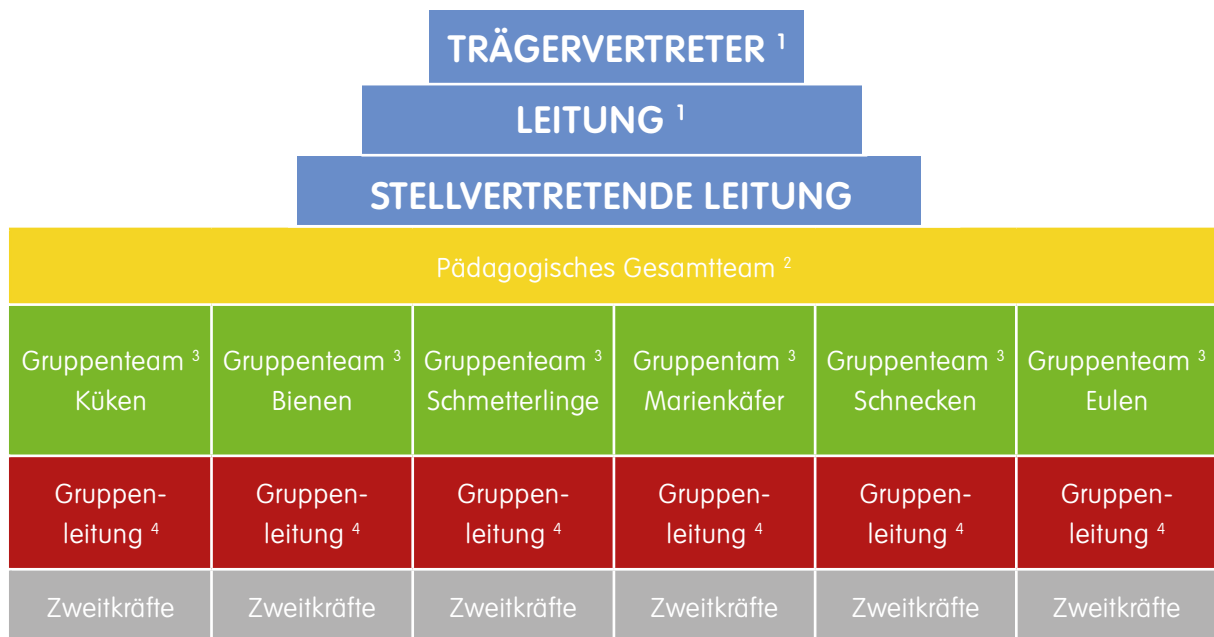 TRÄGERVERTRETER ¹
LEITUNG ¹
STELLVERTRETENDE LEITUNG
Pädagogisches Gesamtteam ²
Gruppenteam ³
Küken
Gruppenteam ³
Bienen
Gruppenteam ³
Schmetterlinge
Gruppentam ³
Marienkäfer
Gruppenteam ³
Schnecken
Gruppenteam ³
Eulen
Gruppen-
leitung ⁴
Gruppen-
leitung ⁴
Gruppen-
leitung ⁴
Gruppen-
leitung ⁴
Gruppen-
leitung ⁴
Gruppen-
leitung ⁴
Zweitkräfte
Zweitkräfte
Zweitkräfte
Zweitkräfte
Zweitkräfte
Zweitkräfte